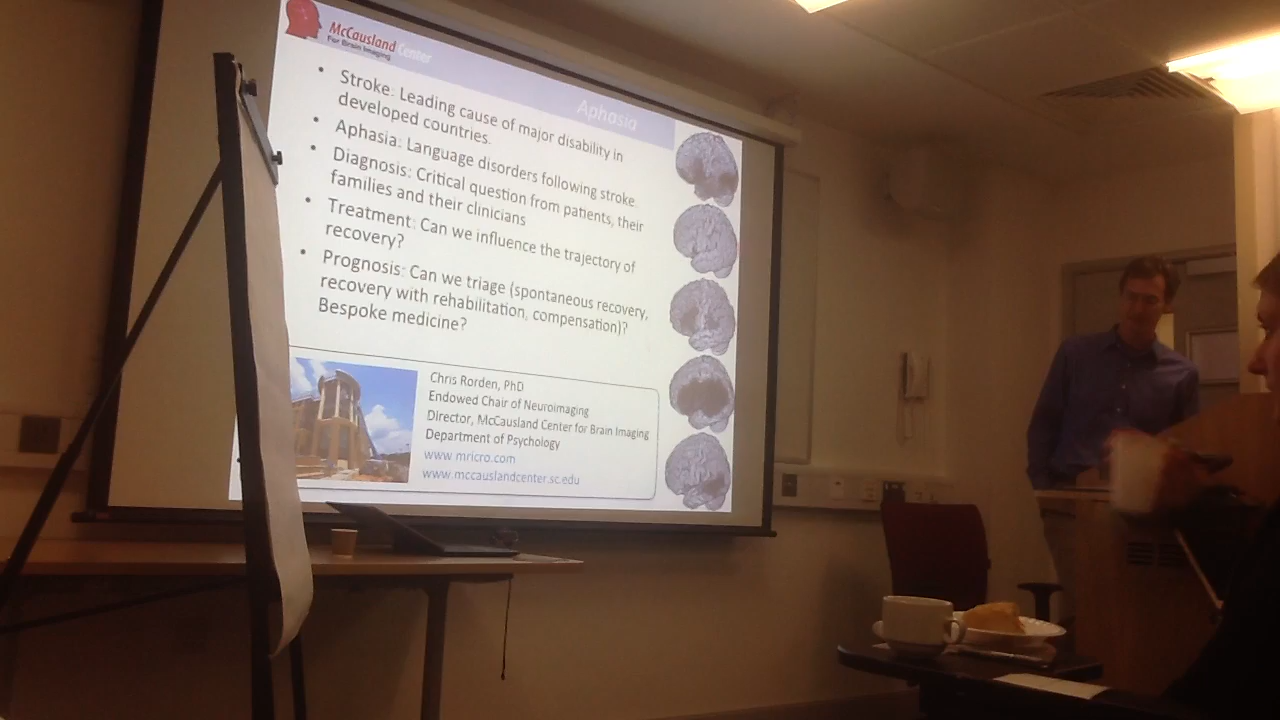 McCausland Center
For Brain Imaging
Aphasia
• Stroke: Leading cause of major disability in
developed countries.
• Aphasia: Language disorders following stroke.
• Diagnosis: Critical question from patients, their
families and their clinicians
• Treatment: Can we influence the trajectory of
recovery?
• Prognosis: Can we triage (spontaneous recovery,
recovery with rehabilitation, compensation)?
Bespoke medicine?
Chris Rorden, PhD
Endowed Chair of Neuroimaging
Director, McCausland Center for Brain Imaging
Department of Psychology
www mricro.com
www.mccauslandcenter.sc.edu